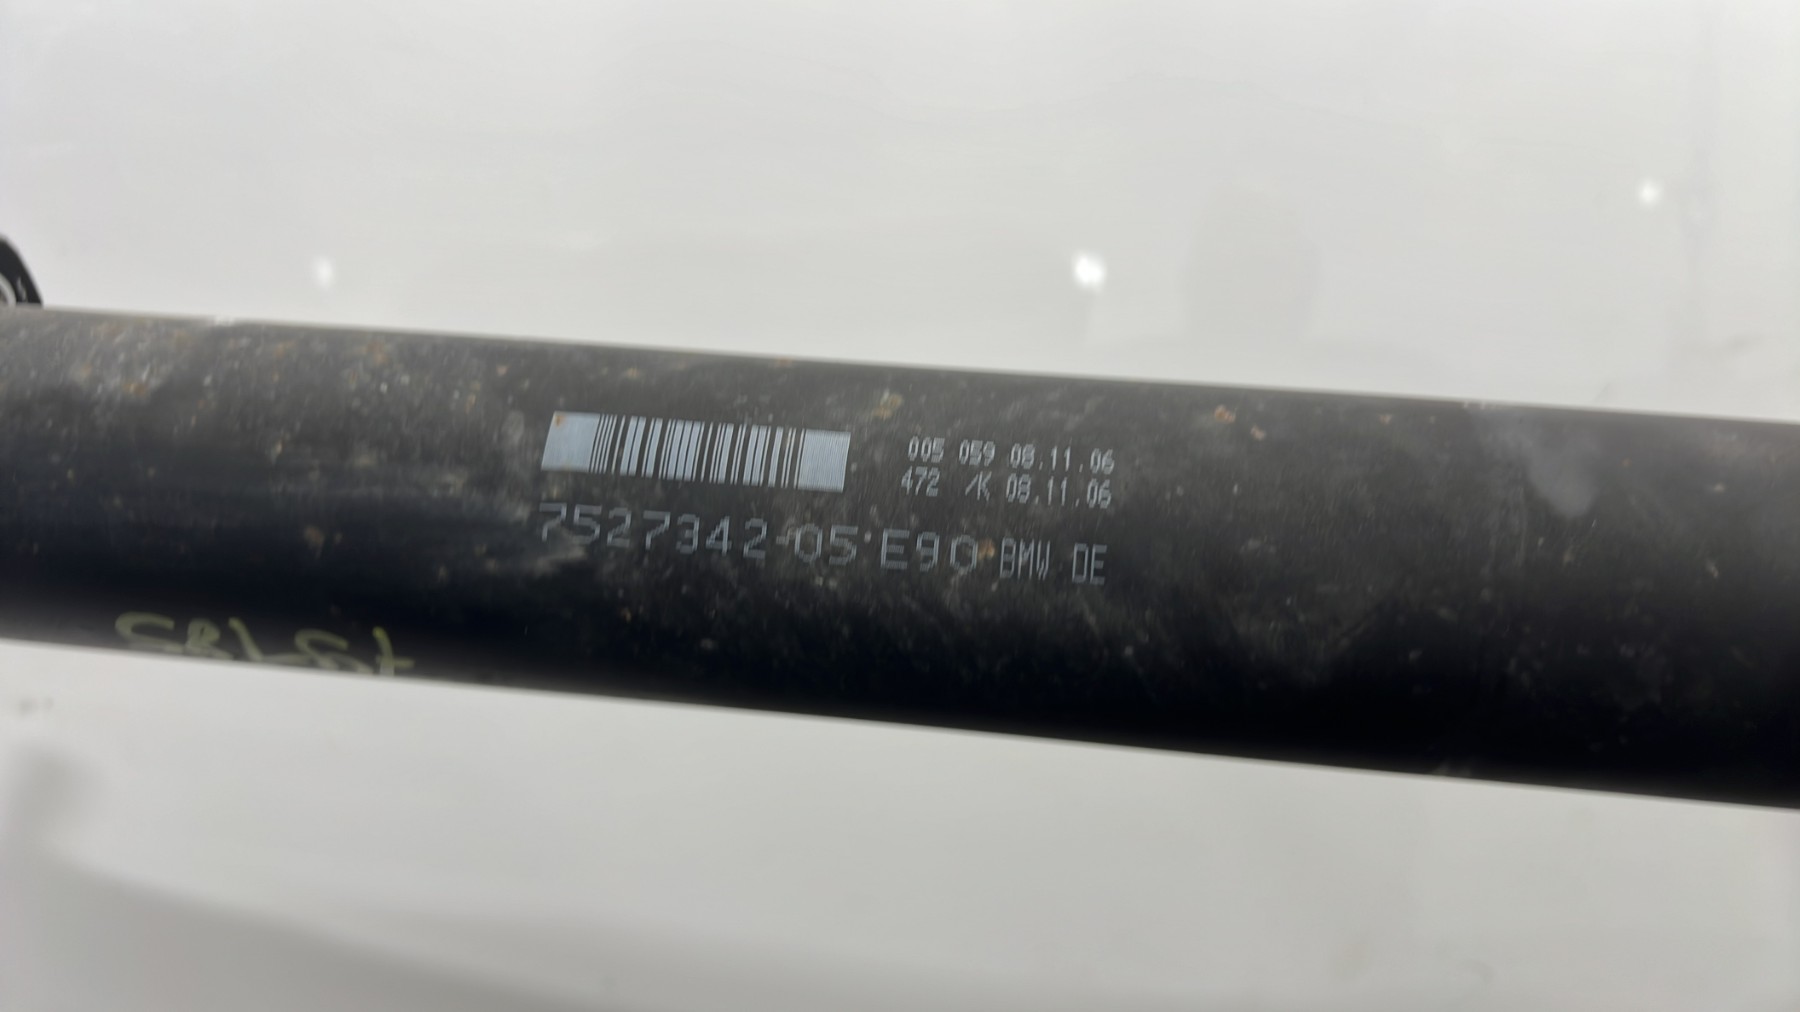 005 059 08.11.06
472 /K 08.11.06
7527342-05 E90 BMW DE